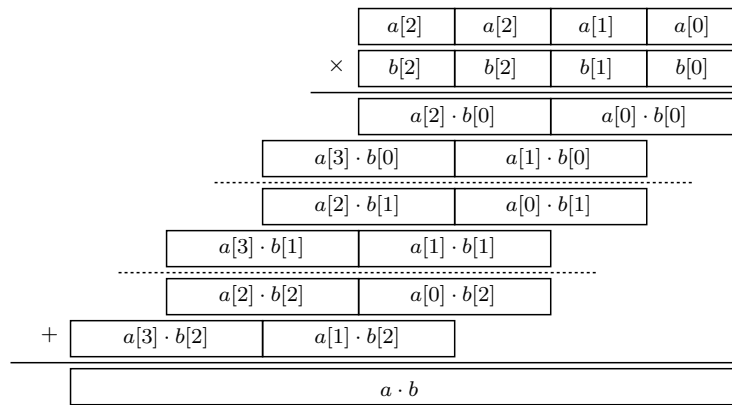 a[2] a[2] a[1] a[0]
× b[2] b[2] b[1] b[0]
a[2] · b[0] a[0] · b[0]
a[3] · b[0] a[1] · b[0]
a[2] · b[1] a[0] · b[1]
a[3] · b[1] a[1] · b[1]
a[2] · b[2] a[0] · b[2]
+ a[3] · b[2] a[1] · b[2]
a · b